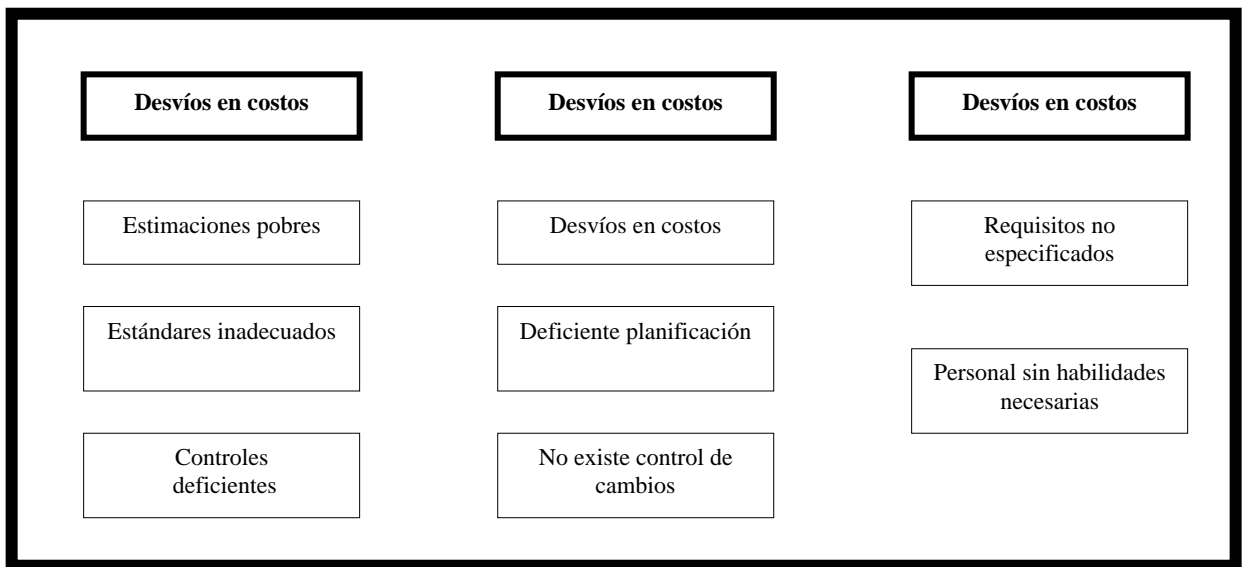 Desvíos en costos
Estimaciones pobres
Estándares inadecuados
Controles
deficientes
Desvíos en costos
Desvíos en costos
Deficiente planificación
No existe control de
cambios
Desvíos en costos
Requisitos no
especificados
Personal sin habilidades
necesarias